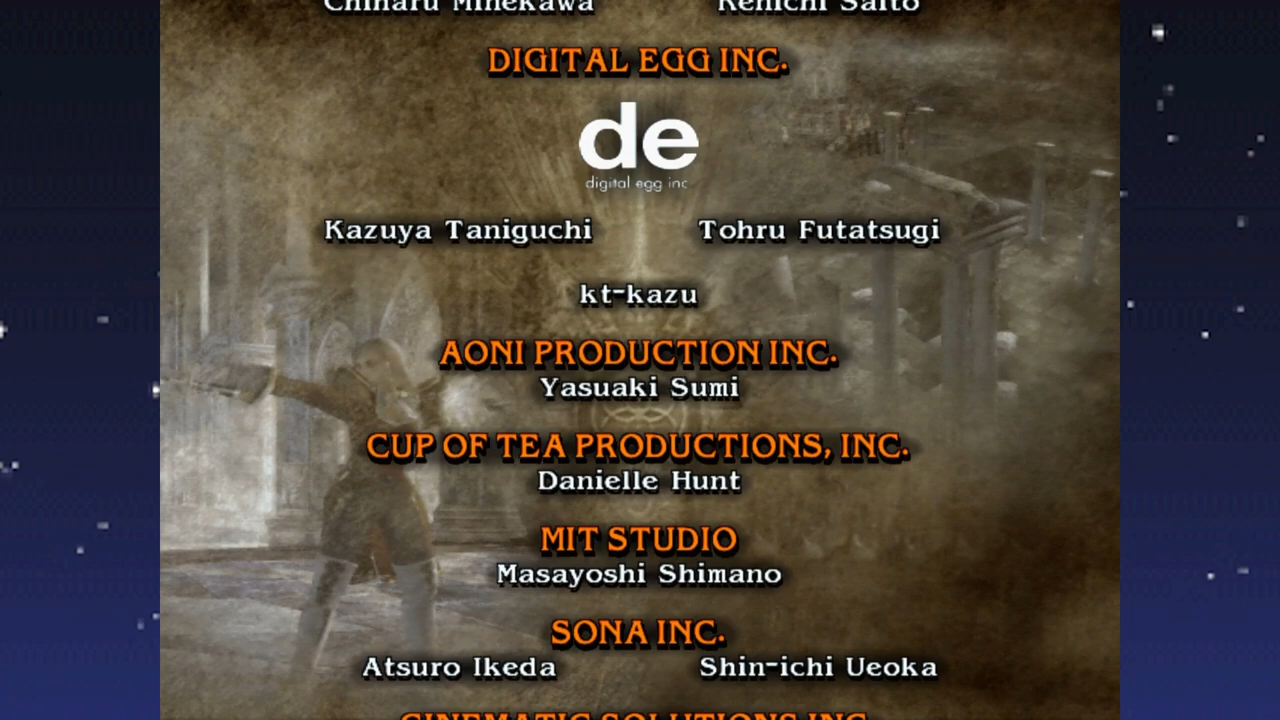 Chiharu Minekawa Kenichi Saito
DIGITAL EGG INC.
de
digital egg inc
Kazuya Taniguchi Tohru Futatsugi
kt-kazu
AONI PRODUCTION INC.
Yasuaki Sumi
CUP OF TEA PRODUCTIONS, INC.
Danielle Hunt
MIT STUDIO
Masayoshi Shimano
SONA INC.
Atsuro Ikeda Shin-ichi Ueoka
CINEMATIC SOLUTIONS INC.